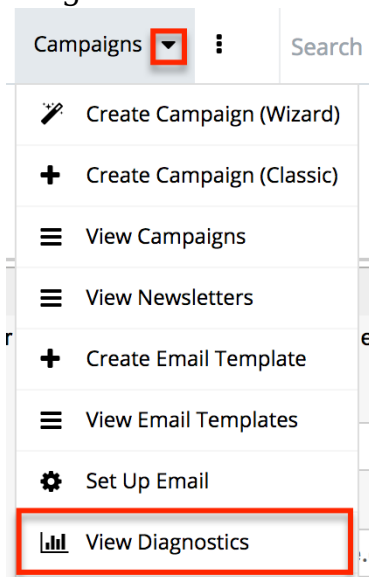 Campaigns
Search
Create Campaign (Wizard)
Create Campaign (Classic)
View Campaigns
View Newsletters
r
e
Create Email Template
View Email Templates
Set Up Email
View Diagnostics